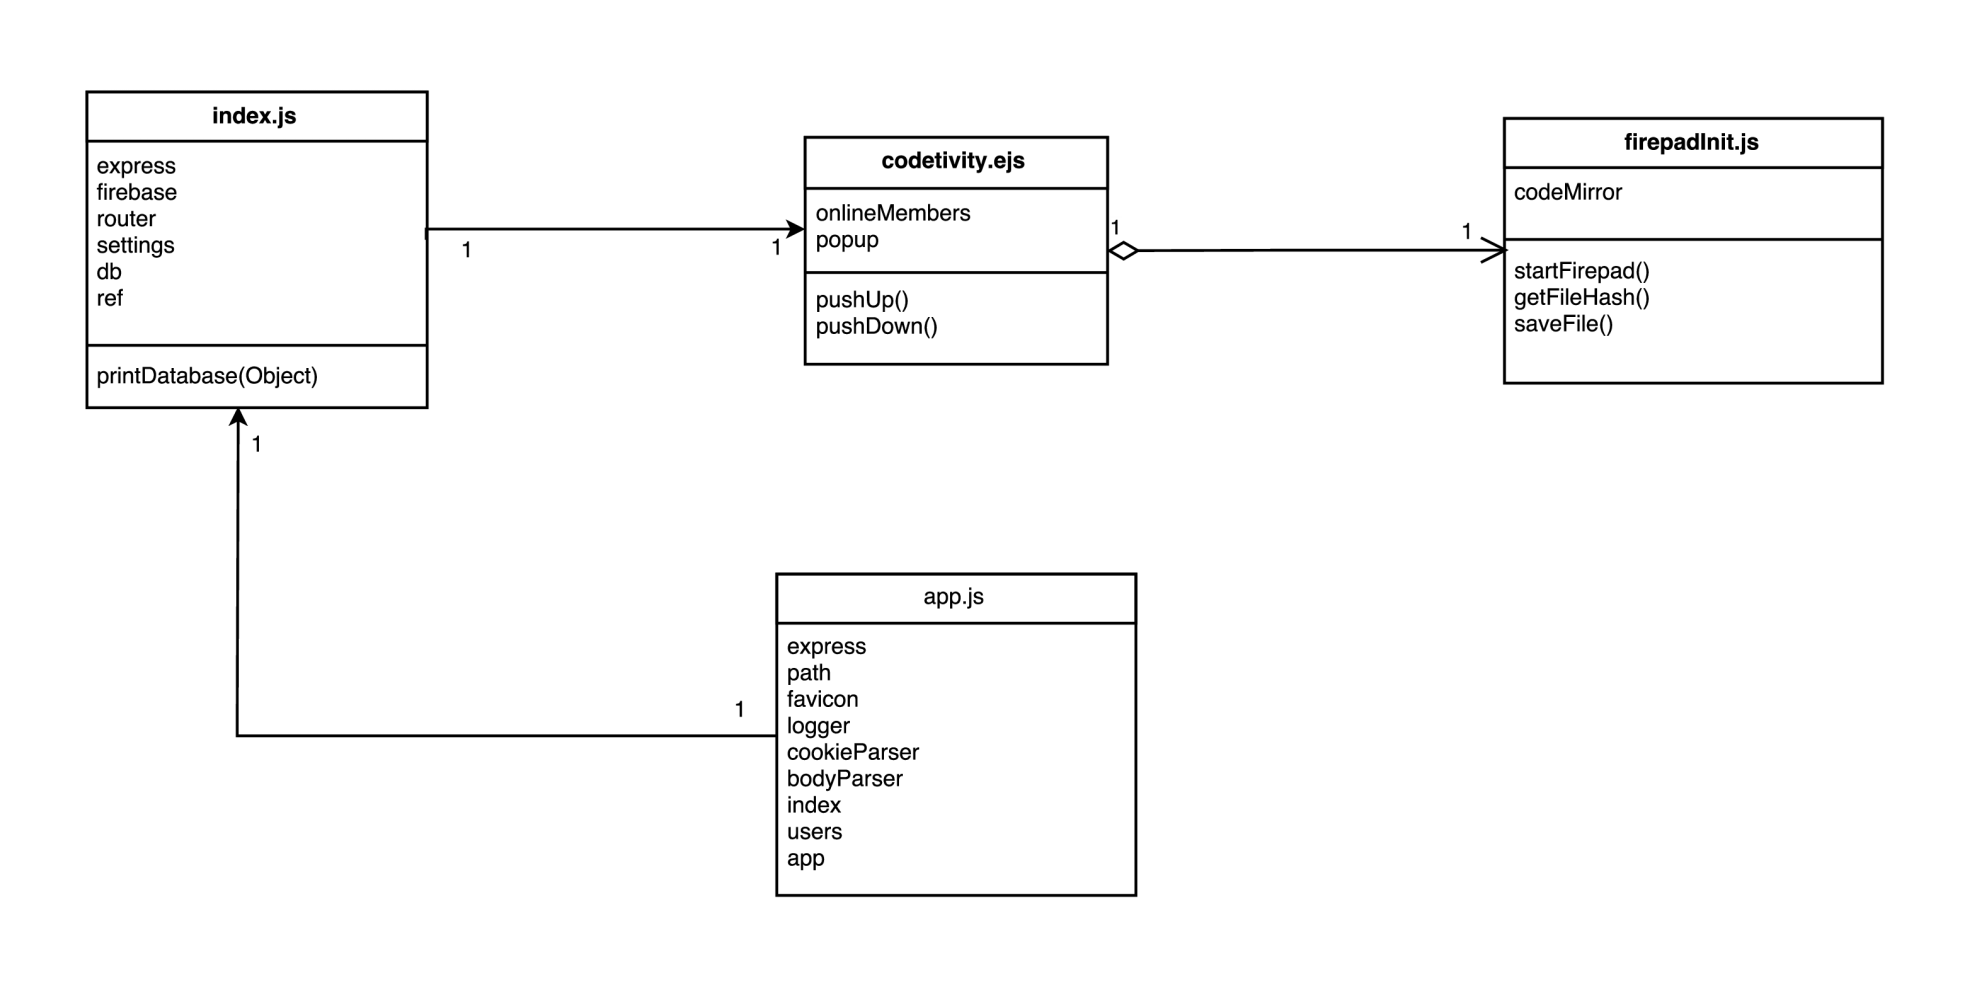 index.js
express
firebase
router
settings
db
ref
printDatabase(Object)
1
1
codetivity.ejs
onlineMembers
popup
pushUp()
pushDown()
1
1
firepadInit.js
codeMirror
startFirepad()
getFileHash()
saveFile()
1
1
app.js
express
path
favicon
logger
cookieParser
bodyParser
index
users
app